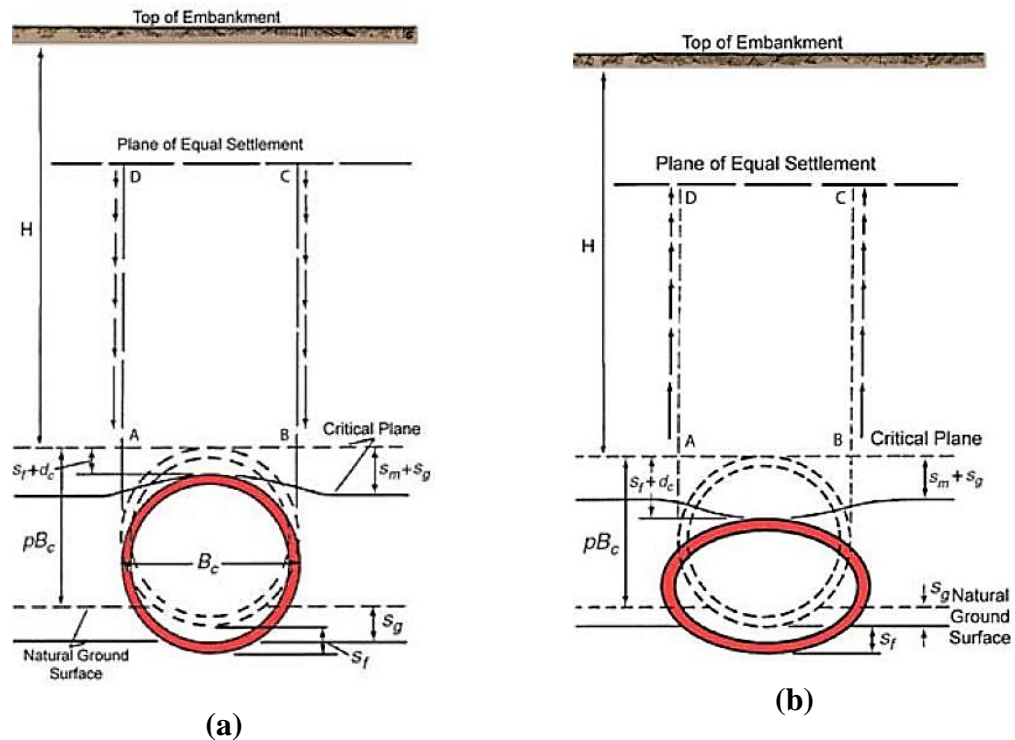 Top of Embankment
Plane of Equal Settlement
D
C
H
A
B
Critical Plane
s_f + d_c
s_m + s_g
pB_c
B_c
s_g
s_f
Natural Ground
Surface
(a)
Top of Embankment
Plane of Equal Settlement
D
C
H
A
B
Critical Plane
s_f + d_c
s_m + s_g
pB_c
s_g
Natural
Ground
Surface
s_f
(b)